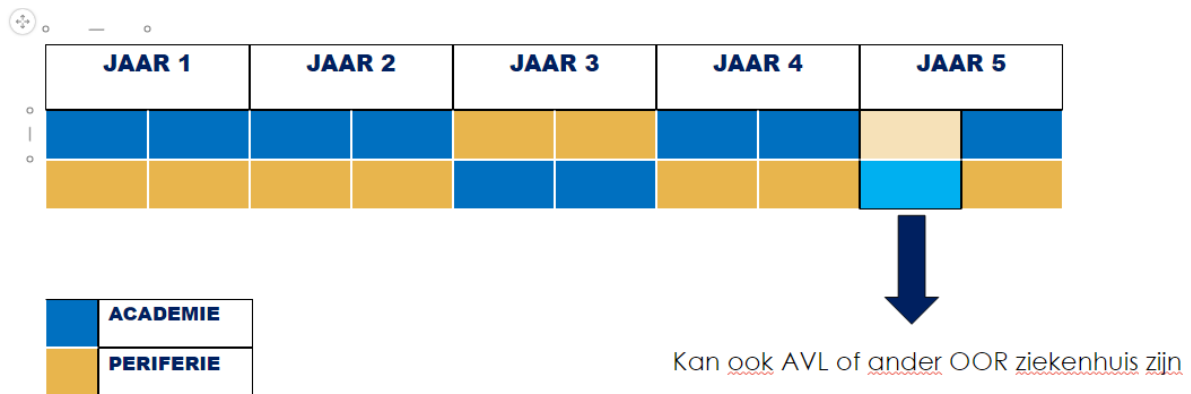 JAAR 1 JAAR 2 JAAR 3 JAAR 4 JAAR 5
ACADEMIE
PERIFERIE
Kan ook AVL of ander OOR ziekenhuis zijn